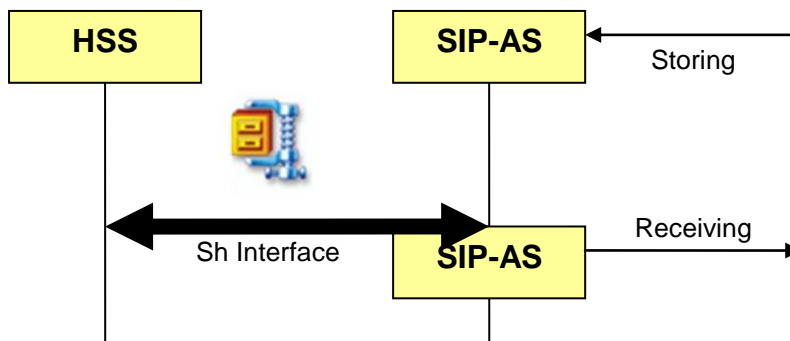 HSS
SIP-AS
Storing
Receiving
Sh Interface
SIP-AS